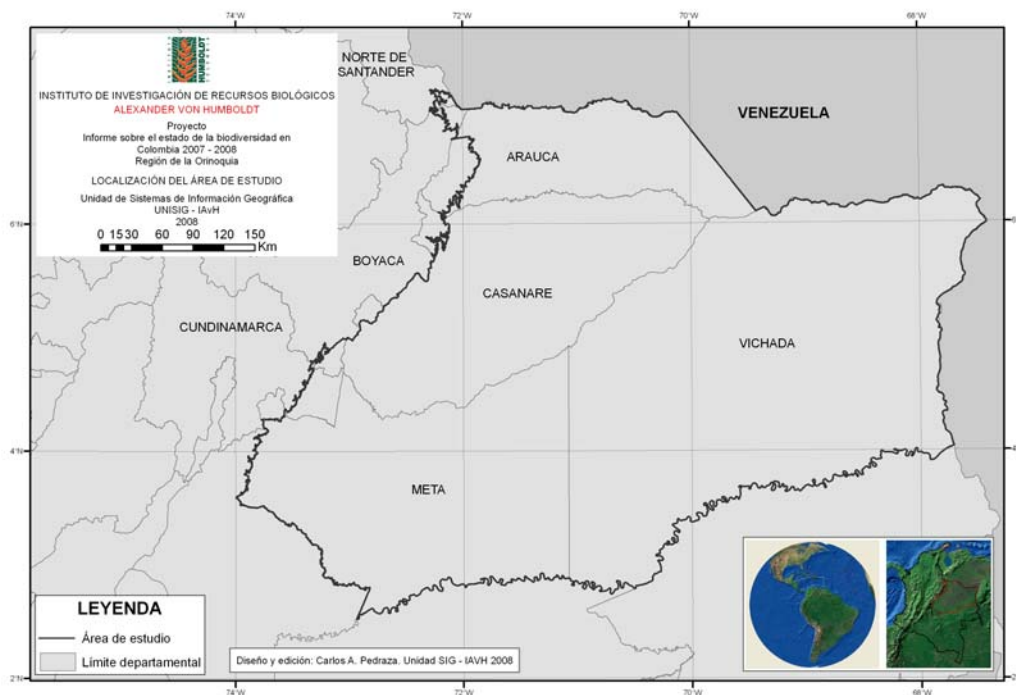 74°W
72°W
70°W
68°W
HUMBOLDT
INSTITUTO DE INVESTIGACIÓN DE RECURSOS BIOLÓGICOS
ALEXANDER VON HUMBOLDT
Proyecto
Informe sobre el estado de la biodiversidad en
Colombia 2007 - 2008
Región de la Orinoquia
LOCALIZACIÓN DEL ÁREA DE ESTUDIO
Unidad de Sistemas de Información Geográfica
UNISIG - IAvH
2008
0 15 30 60 90 120 150
Km
NORTE DE
SANTANDER
VENEZUELA
ARAUCA
6°N
6
BOYACA
CASANARE
CUNDINAMARCA
VICHADA
4°N
4
META
LEYENDA
Área de estudio
Límite departamental
Diseño y edición: Carlos A. Pedraza. Unidad SIG - IAVH 2008
2°N
2
74°W
72°W
70°W
68°W